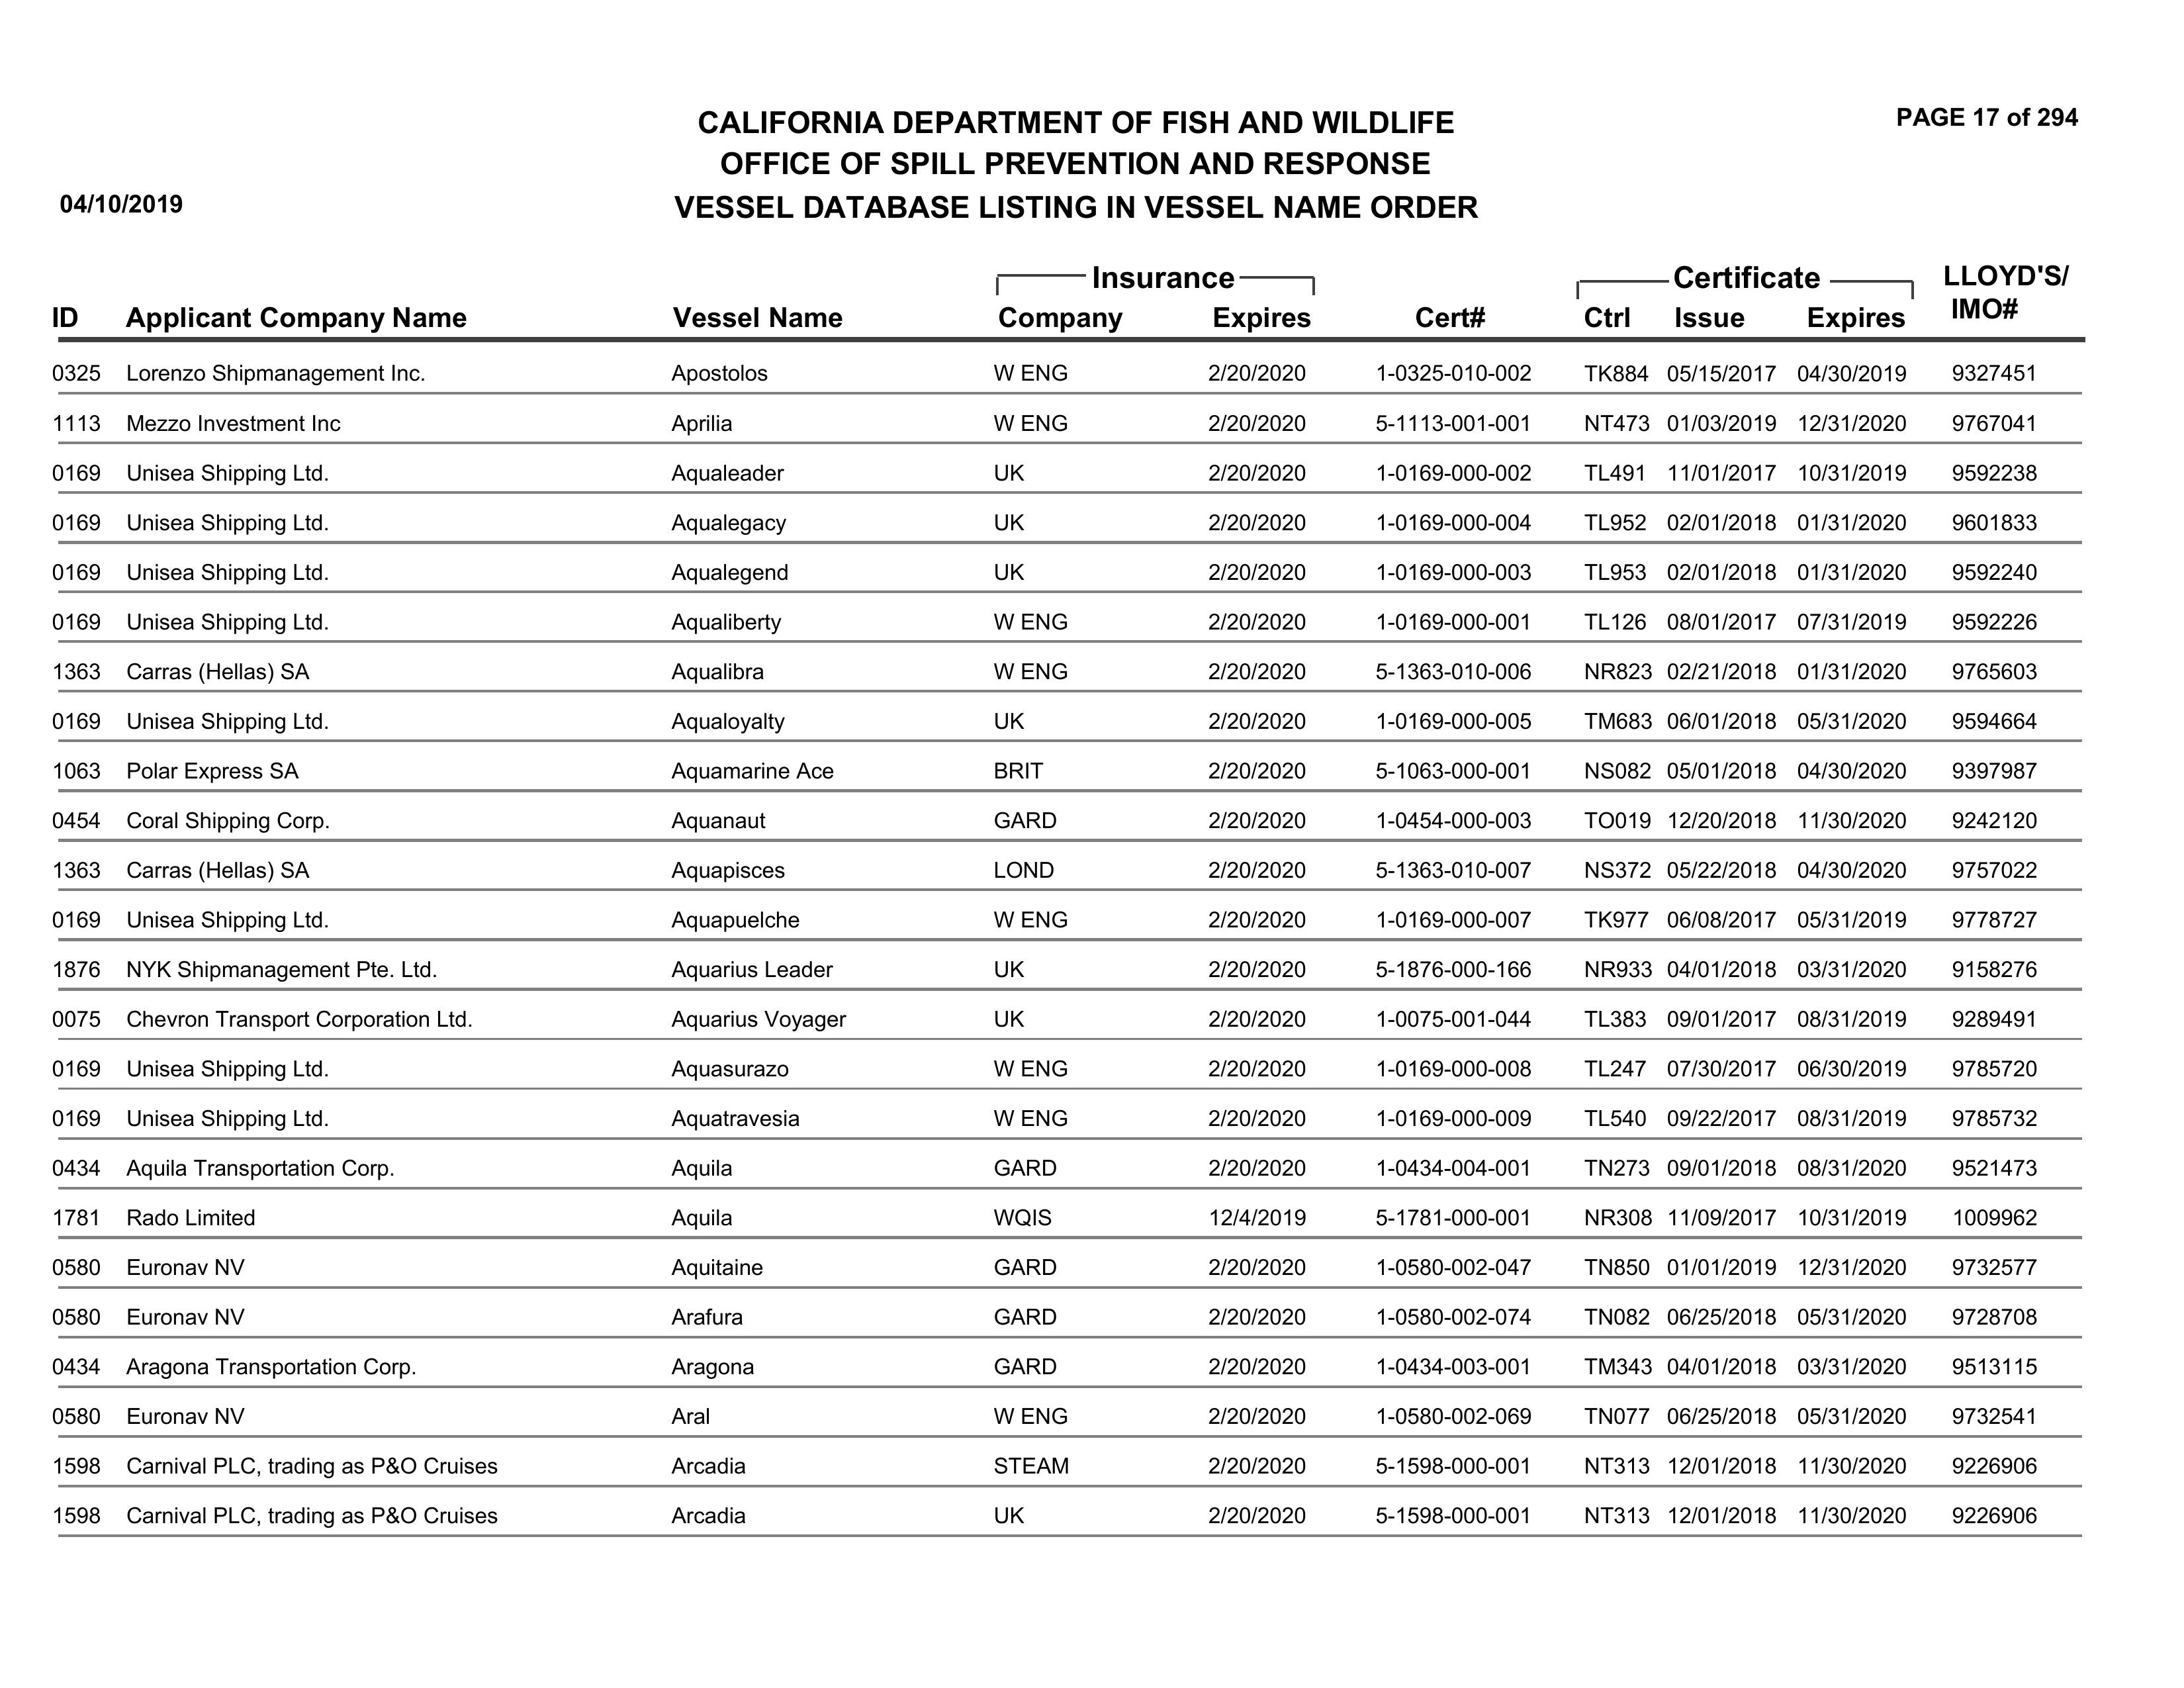 CALIFORNIA DEPARTMENT OF FISH AND WILDLIFE PAGE 17 of 294
OFFICE OF SPILL PREVENTION AND RESPONSE
04/10/2019 VESSEL DATABASE LISTING IN VESSEL NAME ORDER
Insurance Certificate LLOYD'S/
ID Applicant Company Name Vessel Name Company Expires Cert# Ctrl Issue Expires IMO#
0325 Lorenzo Shipmanagement Inc. Apostolos W ENG 2/20/2020 1-0325-010-002 TK884 05/15/2017 04/30/2019 9327451
1113 Mezzo Investment Inc Aprilia W ENG 2/20/2020 5-1113-001-001 NT473 01/03/2019 12/31/2020 9767041
0169 Unisea Shipping Ltd. Aqualeader UK 2/20/2020 1-0169-000-002 TL491 11/01/2017 10/31/2019 9592238
0169 Unisea Shipping Ltd. Aqualegacy UK 2/20/2020 1-0169-000-004 TL952 02/01/2018 01/31/2020 9601833
0169 Unisea Shipping Ltd. Aqualegend UK 2/20/2020 1-0169-000-003 TL953 02/01/2018 01/31/2020 9592240
0169 Unisea Shipping Ltd. Aqualiberty W ENG 2/20/2020 1-0169-000-001 TL126 08/01/2017 07/31/2019 9592226
1363 Carras (Hellas) SA Aqualibra W ENG 2/20/2020 5-1363-010-006 NR823 02/21/2018 01/31/2020 9765603
0169 Unisea Shipping Ltd. Aqualoyalty UK 2/20/2020 1-0169-000-005 TM683 06/01/2018 05/31/2020 9594664
1063 Polar Express SA Aquamarine Ace BRIT 2/20/2020 5-1063-000-001 NS082 05/01/2018 04/30/2020 9397987
0454 Coral Shipping Corp. Aquanaut GARD 2/20/2020 1-0454-000-003 TO019 12/20/2018 11/30/2020 9242120
1363 Carras (Hellas) SA Aquapisces LOND 2/20/2020 5-1363-010-007 NS372 05/22/2018 04/30/2020 9757022
0169 Unisea Shipping Ltd. Aquapuelche W ENG 2/20/2020 1-0169-000-007 TK977 06/08/2017 05/31/2019 9778727
1876 NYK Shipmanagement Pte. Ltd. Aquarius Leader UK 2/20/2020 5-1876-000-166 NR933 04/01/2018 03/31/2020 9158276
0075 Chevron Transport Corporation Ltd. Aquarius Voyager UK 2/20/2020 1-0075-001-044 TL383 09/01/2017 08/31/2019 9289491
0169 Unisea Shipping Ltd. Aquasurazo W ENG 2/20/2020 1-0169-000-008 TL247 07/30/2017 06/30/2019 9785720
0169 Unisea Shipping Ltd. Aquatravesia W ENG 2/20/2020 1-0169-000-009 TL540 09/22/2017 08/31/2019 9785732
0434 Aquila Transportation Corp. Aquila GARD 2/20/2020 1-0434-004-001 TN273 09/01/2018 08/31/2020 9521473
1781 Rado Limited Aquila WQIS 12/4/2019 5-1781-000-001 NR308 11/09/2017 10/31/2019 1009962
0580 Euronav NV Aquitaine GARD 2/20/2020 1-0580-002-047 TN850 01/01/2019 12/31/2020 9732577
0580 Euronav NV Arafura GARD 2/20/2020 1-0580-002-074 TN082 06/25/2018 05/31/2020 9728708
0434 Aragona Transportation Corp. Aragona GARD 2/20/2020 1-0434-003-001 TM343 04/01/2018 03/31/2020 9513115
0580 Euronav NV Aral W ENG 2/20/2020 1-0580-002-069 TN077 06/25/2018 05/31/2020 9732541
1598 Carnival PLC, trading as P&O Cruises Arcadia STEAM 2/20/2020 5-1598-000-001 NT313 12/01/2018 11/30/2020 9226906
1598 Carnival PLC, trading as P&O Cruises Arcadia UK 2/20/2020 5-1598-000-001 NT313 12/01/2018 11/30/2020 9226906